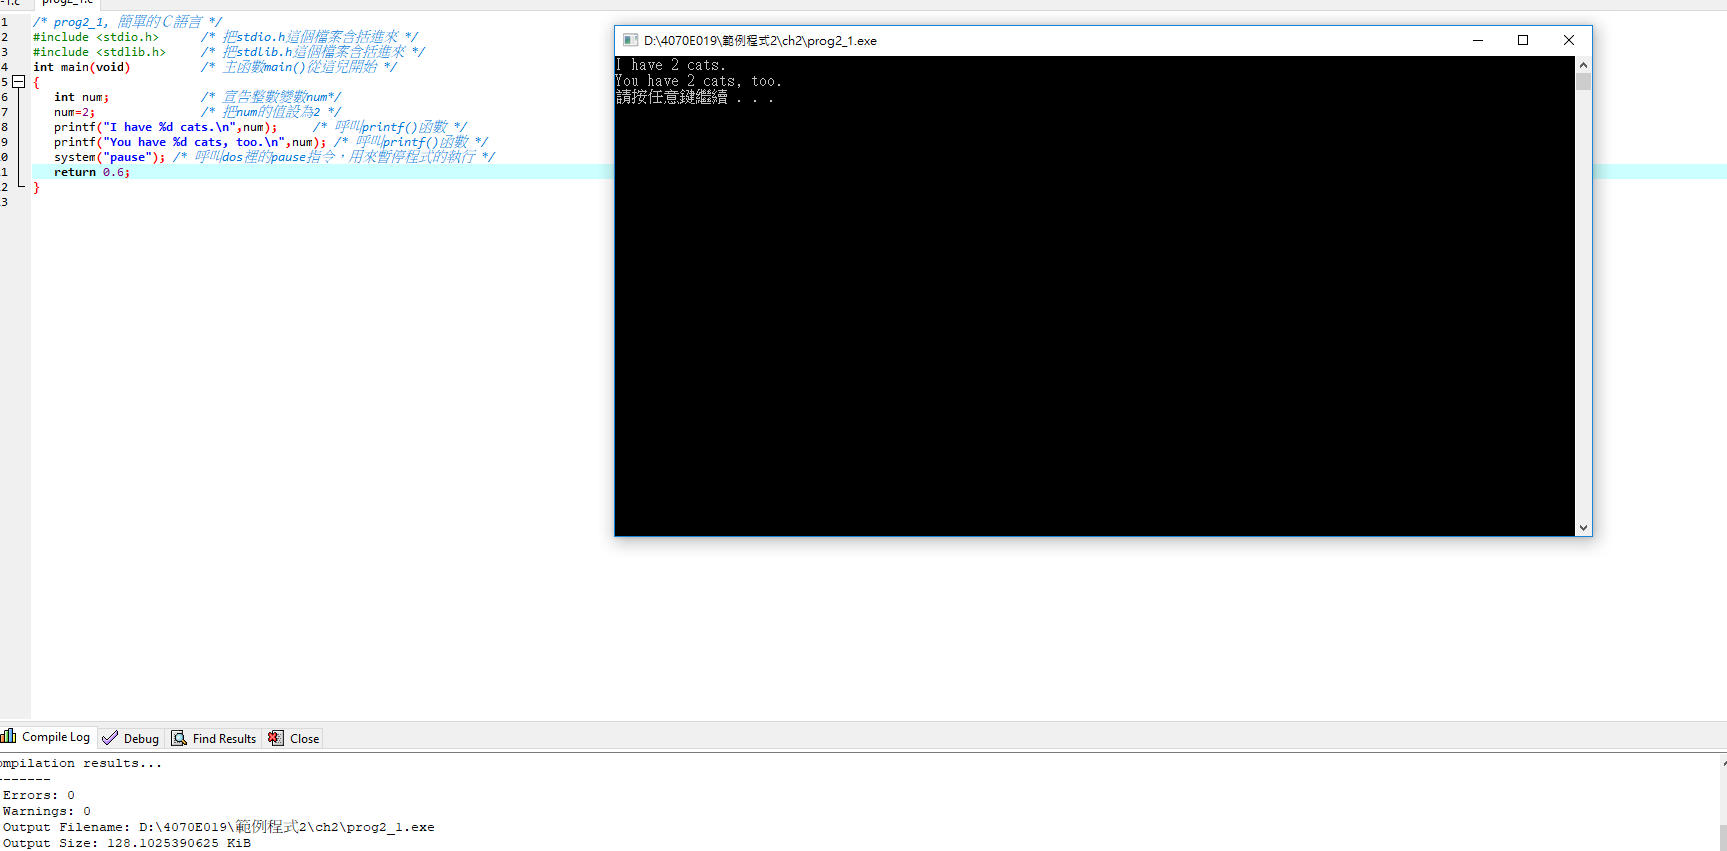 -1.c prog2_1.c
1 /* prog2_1, 簡單的C語言 */
2 #include <stdio.h> /* 把stdio.h這個檔案含括進來 */
3 #include <stdlib.h> /* 把stdlib.h這個檔案含括進來 */
4 int main(void) /* 主函數main()從這兒開始 */
5 {
6 int num; /* 宣告整數變數num*/
7 num=2; /* 把num的值設為2 */
8 printf("I have %d cats.\n",num); /* 呼叫printf()函數 */
9 printf("You have %d cats, too.\n",num); /* 呼叫printf()函數 */
0 system("pause"); /* 呼叫dos裡的pause指令，用來暫停程式的執行 */
1 return 0.6;
2 }
3
D:\4070E019\範例程式2\ch2\prog2_1.exe
I have 2 cats.
You have 2 cats, too.
請按任意鍵繼續 . . .
Compile Log Debug Find Results Close
ompilation results...
-------
Errors: 0
Warnings: 0
Output Filename: D:\4070E019\範例程式2\ch2\prog2_1.exe
Output Size: 128.1025390625 KiB